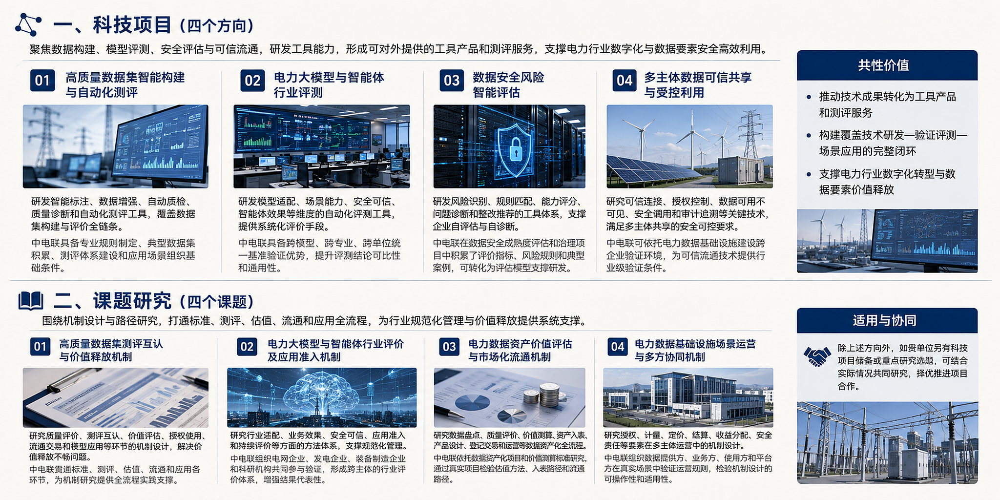 一、科技项目（四个方向）
聚焦数据构建、模型评测、安全评估与可信流通，研发工具能力，形成可对外提供的工具产品和测评服务，支撑电力行业数字化与数据要素安全高效利用。
01
高质量数据集智能构建
与自动化测评
研发智能标注、数据增强、自动质检、
质量诊断和自动化测评工具，覆盖数据
集构建与评价全链条。
中电联具备专业规则制定、典型数据集
积累、测评体系建设和应用场景组织基
础条件。
02
电力大模型与智能体
行业评测
研发模型适配、场景能力、安全可信、
智能体效果等维度的自动化评测工具，
提供系统化评价手段。
中电联具备跨模型、跨专业、跨单位统
一基准验证优势，提升评测结论可比性
和通用性。
03
数据安全风险
智能评估
研发风险识别、规则匹配、能力评分、
问题诊断和整改推荐的工具体系，支撑
企业自评估与自诊断。
中电联在数据安全成熟度评估和治理项
目中积累了评价指标、风险规则和典型
案例，可转化为评估模型支撑研发。
04
多主体数据可信共享
与受控利用
研究可信连接、授权控制、数据可用不
可见、安全调用和审计追溯等关键技术，
满足多主体共享的安全可控要求。
中电联可依托电力数据基础设施建设跨
企业验证环境，为可信流通技术提供行
业级验证条件。
共性价值
• 推动技术成果转化为工具产品
和测评服务
• 构建覆盖技术研发—验证评测—
场景应用的完整闭环
• 支撑电力行业数字化转型与数
据要素价值释放
二、课题研究（四个课题）
围绕机制设计与路径研究，打通标准、测评、估值、流通和应用全流程，为行业规范化管理与价值释放提供系统支撑。
01
高质量数据集测评互认
与价值释放机制
研究质量评价、测评互认、价值评估、授权使用、
流通交易和模型应用等环节的机制设计，解决价
值释放不畅问题。
中电联贯通标准、测评、估值、流通和应用各
环节，为机制研究提供全流程实践支撑。
02
电力大模型与智能体行业评价
及应用准入机制
研究行业适配、业务效果、安全可信、应用准入
和持续评价等方面的方法体系，支撑规范化管理。
中电联组织电网企业、发电企业、装备制造企业
和科研机构共同参与验证，形成跨主体的行业评
价体系，增强结果代表性。
03
电力数据资产价值评估
与市场化流通机制
研究数据盘点、质量评价、价值测算、资产入表、
产品设计、登记交易和运营等数据资产化全流程。
中电联依托数据资产化项目和价值测算标准研究，
通过真实项目检验估值方法、入表路径和流通
路径。
04
电力数据基础设施场景运营
与多方协同机制
研究授权、计量、定价、结算、收益分配、安全
责任等要素在多主体运营中的机制设计。
中电联组织数据提供方、业务方、使用方和平台
方在真实场景中验证运营规则，检验机制设计的
可操作性和适用性。
适用与协同
除上述方向外，如贵单位另有科技
项目储备或重点研究选题，可结合
实际情况共同研究，择优推进项目
合作。